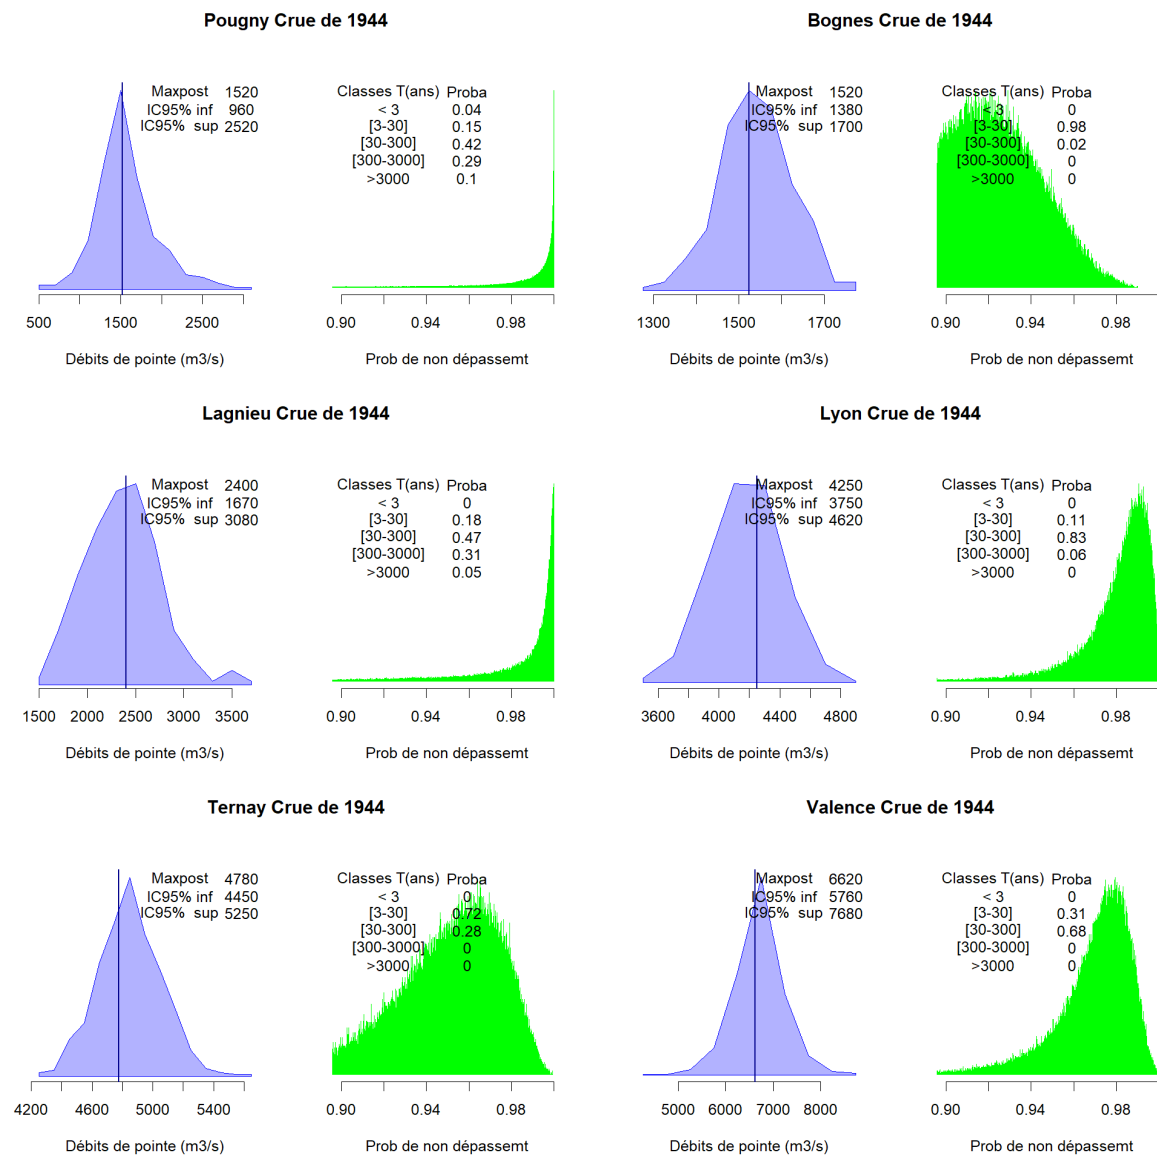 Pougny Crue de 1944
Maxpost 1520
IC95% inf 960
IC95% sup 2520
500 1500 2500
Débits de pointe (m3/s)
Classes T(ans) Proba
< 3 0.04
[3-30] 0.15
[30-300] 0.42
[300-3000] 0.29
>3000 0.1
0.90 0.94 0.98
Prob de non dépassemt
Bognes Crue de 1944
Maxpost 1520
IC95% inf 1380
IC95% sup 1700
1300 1500 1700
Débits de pointe (m3/s)
Classes T(ans) Proba
< 3 0
[3-30] 0.98
[30-300] 0.02
[300-3000] 0
>3000 0
0.90 0.94 0.98
Prob de non dépassemt
Lagnieu Crue de 1944
Maxpost 2400
IC95% inf 1670
IC95% sup 3080
1500 2000 2500 3000 3500
Débits de pointe (m3/s)
Classes T(ans) Proba
< 3 0
[3-30] 0.18
[30-300] 0.47
[300-3000] 0.31
>3000 0.05
0.90 0.94 0.98
Prob de non dépassemt
Lyon Crue de 1944
Maxpost 4250
IC95% inf 3750
IC95% sup 4620
3600 4000 4400 4800
Débits de pointe (m3/s)
Classes T(ans) Proba
< 3 0
[3-30] 0.11
[30-300] 0.83
[300-3000] 0.06
>3000 0
0.90 0.94 0.98
Prob de non dépassemt
Ternay Crue de 1944
Maxpost 4780
IC95% inf 4450
IC95% sup 5250
4200 4600 5000 5400
Débits de pointe (m3/s)
Classes T(ans) Proba
< 3 0
[3-30] 0.72
[30-300] 0.28
[300-3000] 0
>3000 0
0.90 0.94 0.98
Prob de non dépassemt
Valence Crue de 1944
Maxpost 6620
IC95% inf 5760
IC95% sup 7680
5000 6000 7000 8000
Débits de pointe (m3/s)
Classes T(ans) Proba
< 3 0
[3-30] 0.31
[30-300] 0.68
[300-3000] 0
>3000 0
0.90 0.94 0.98
Prob de non dépassemt